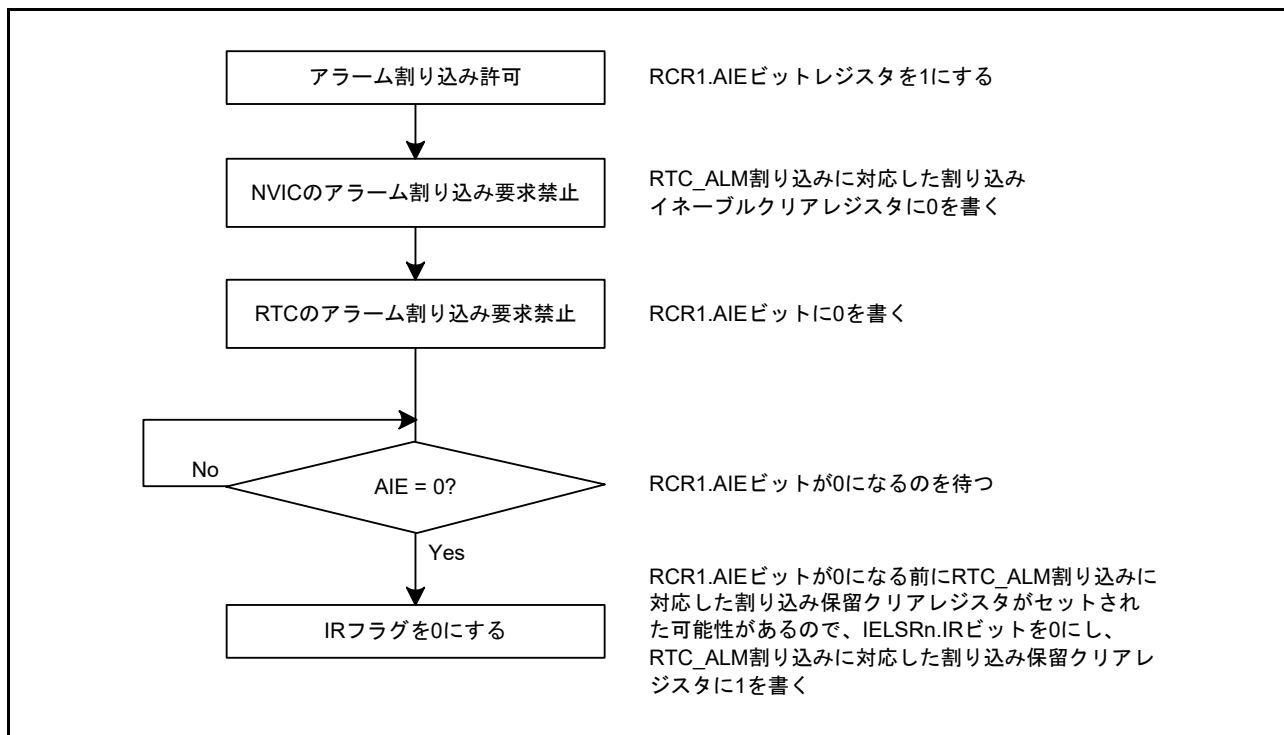 アラーム割り込み許可
RCR1.AIEビットレジスタを1にする
NVICのアラーム割り込み要求禁止
RTC_ALM割り込みに対応した割り込み
イネーブルクリアレジスタに0を書く
RTCのアラーム割り込み要求禁止
RCR1.AIEビットに0を書く
No
AIE = 0?
RCR1.AIEビットが0になるのを待つ
Yes
IRフラグを0にする
RCR1.AIEビットが0になる前にRTC_ALM割り込みに
対応した割り込み保留クリアレジスタがセットされ
た可能性があるので、IELSRn.IRビットを0にし、
RTC_ALM割り込みに対応した割り込み保留クリアレ
ジスタに1を書く